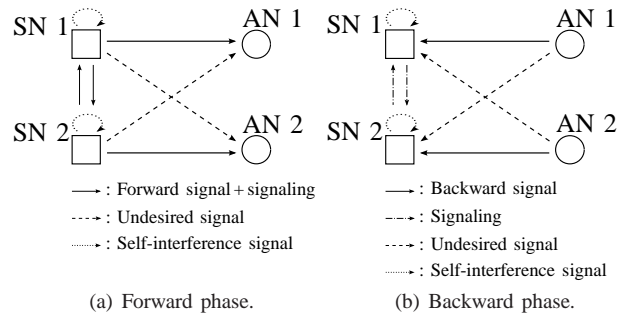 SN 1
AN 1
SN 2
AN 2
: Forward signal + signaling
: Undesired signal
: Self-interference signal
(a) Forward phase.
SN 1
AN 1
SN 2
AN 2
: Backward signal
: Signaling
: Undesired signal
: Self-interference signal
(b) Backward phase.